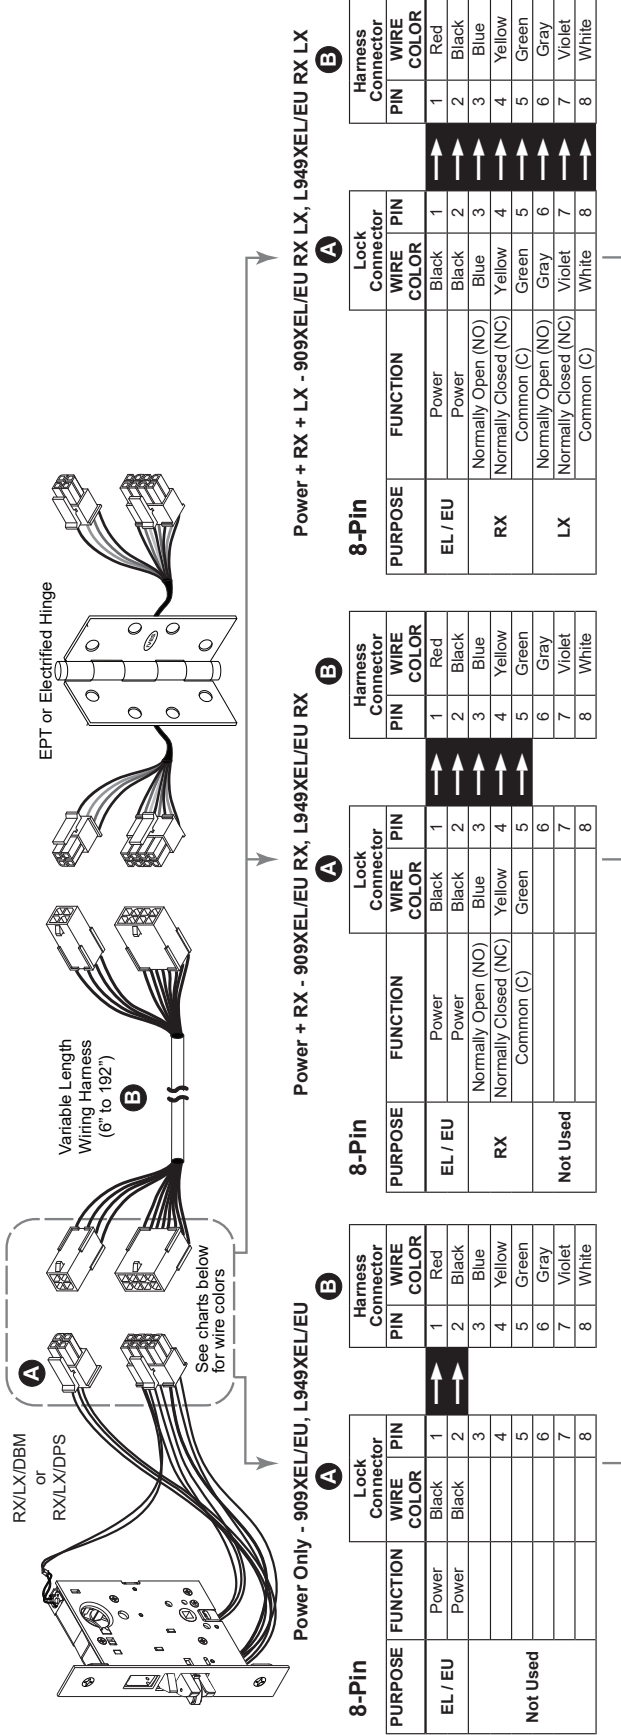 RX/LX/DBM
or
RX/LX/DPS
A
See charts below
for wire colors
Variable Length
Wiring Harness
(6” to 192”)
B
EPT or Electrified Hinge
Power Only - 909XEL/EU, L949XEL/EU
A B
8-Pin Lock Connector Harness Connector
PURPOSE FUNCTION WIRE COLOR PIN PIN WIRE COLOR
EL / EU Power Black 1 1 Red
Power Black 2 2 Black
Not Used 3 3 Blue
4 4 Yellow
5 5 Green
6 6 Gray
7 7 Violet
8 8 White
Power + RX - 909XEL/EU RX, L949XEL/EU RX
A B
8-Pin Lock Connector Harness Connector
PURPOSE FUNCTION WIRE COLOR PIN PIN WIRE COLOR
EL / EU Power Black 1 1 Red
Power Black 2 2 Black
RX Normally Open (NO) Blue 3 3 Blue
Normally Closed (NC) Yellow 4 4 Yellow
Common (C) Green 5 5 Green
Not Used 6 6 Gray
7 7 Violet
8 8 White
Power + RX + LX - 909XEL/EU RX LX, L949XEL/EU RX LX
A B
8-Pin Lock Connector Harness Connector
PURPOSE FUNCTION WIRE COLOR PIN PIN WIRE COLOR
EL / EU Power Black 1 1 Red
Power Black 2 2 Black
RX Normally Open (NO) Blue 3 3 Blue
Normally Closed (NC) Yellow 4 4 Yellow
Common (C) Green 5 5 Green
LX Normally Open (NO) Gray 6 6 Gray
Normally Closed (NC) Violet 7 7 Violet
Common (C) White 8 8 White